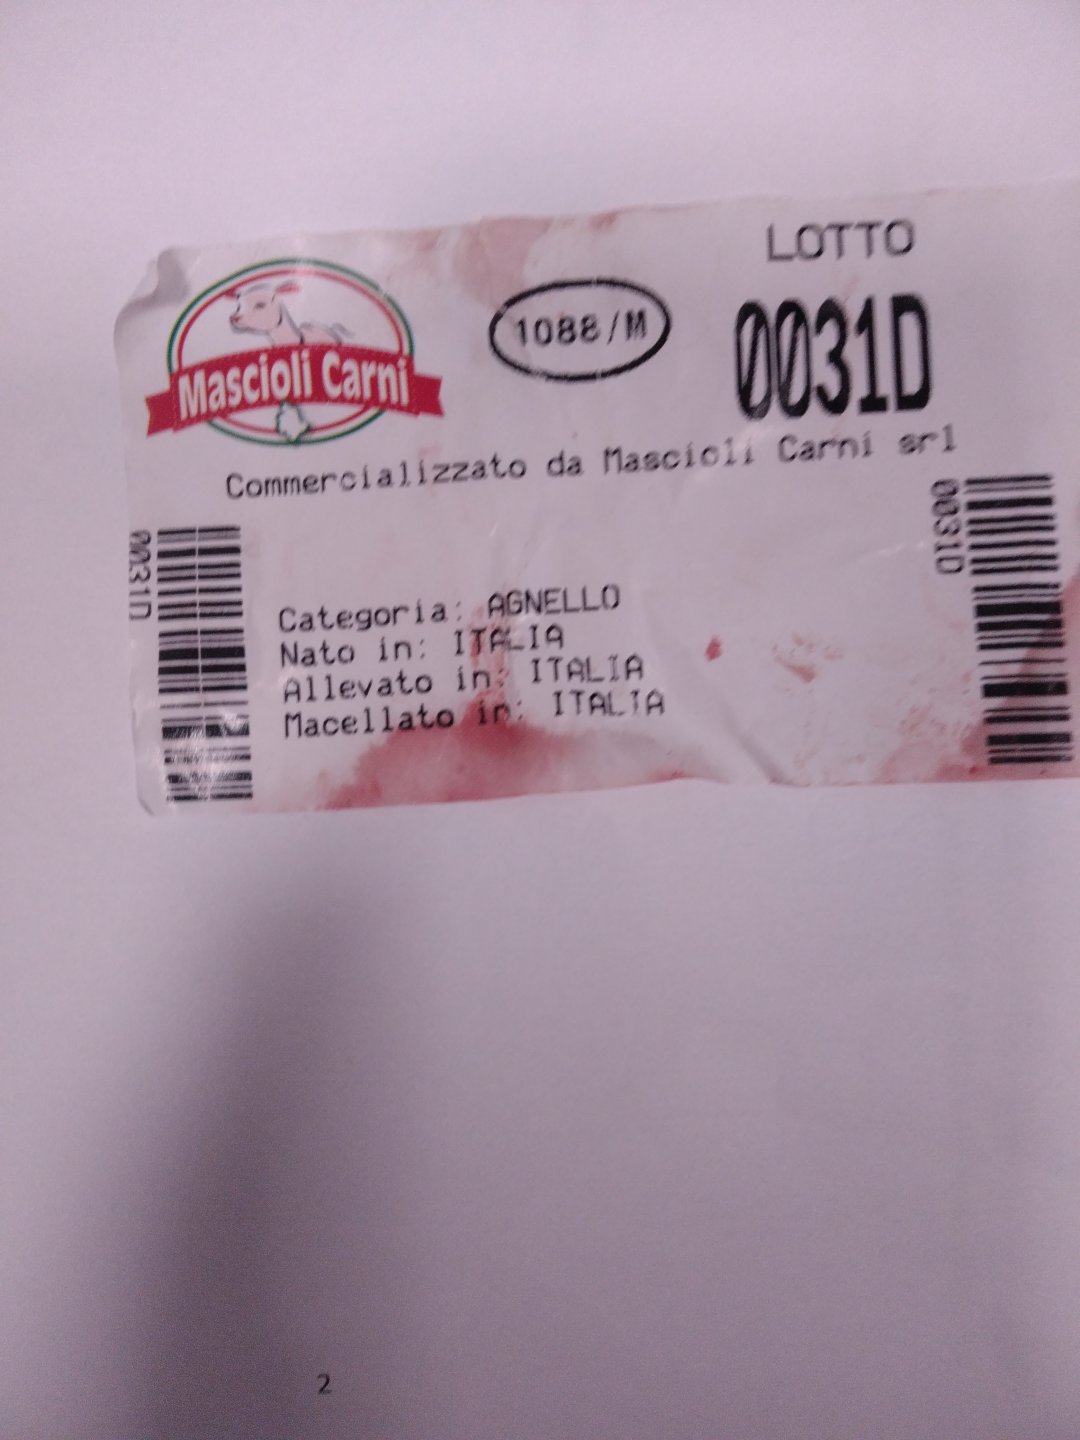 LOTTO
1088/M
0031D
Mascioli Carni
Commercializzato da Mascioli Carni srl
0031D
0031D
Categoria: AGNELLO
Nato in: ITALIA
Allevato in: ITALIA
Macellato in: ITALIA
2